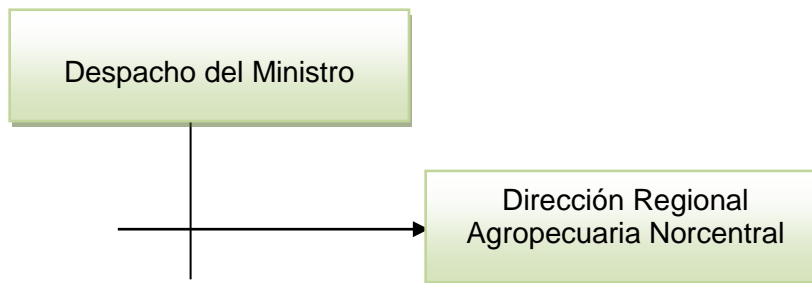 Despacho del Ministro
Dirección Regional
Agropecuaria Norcentral